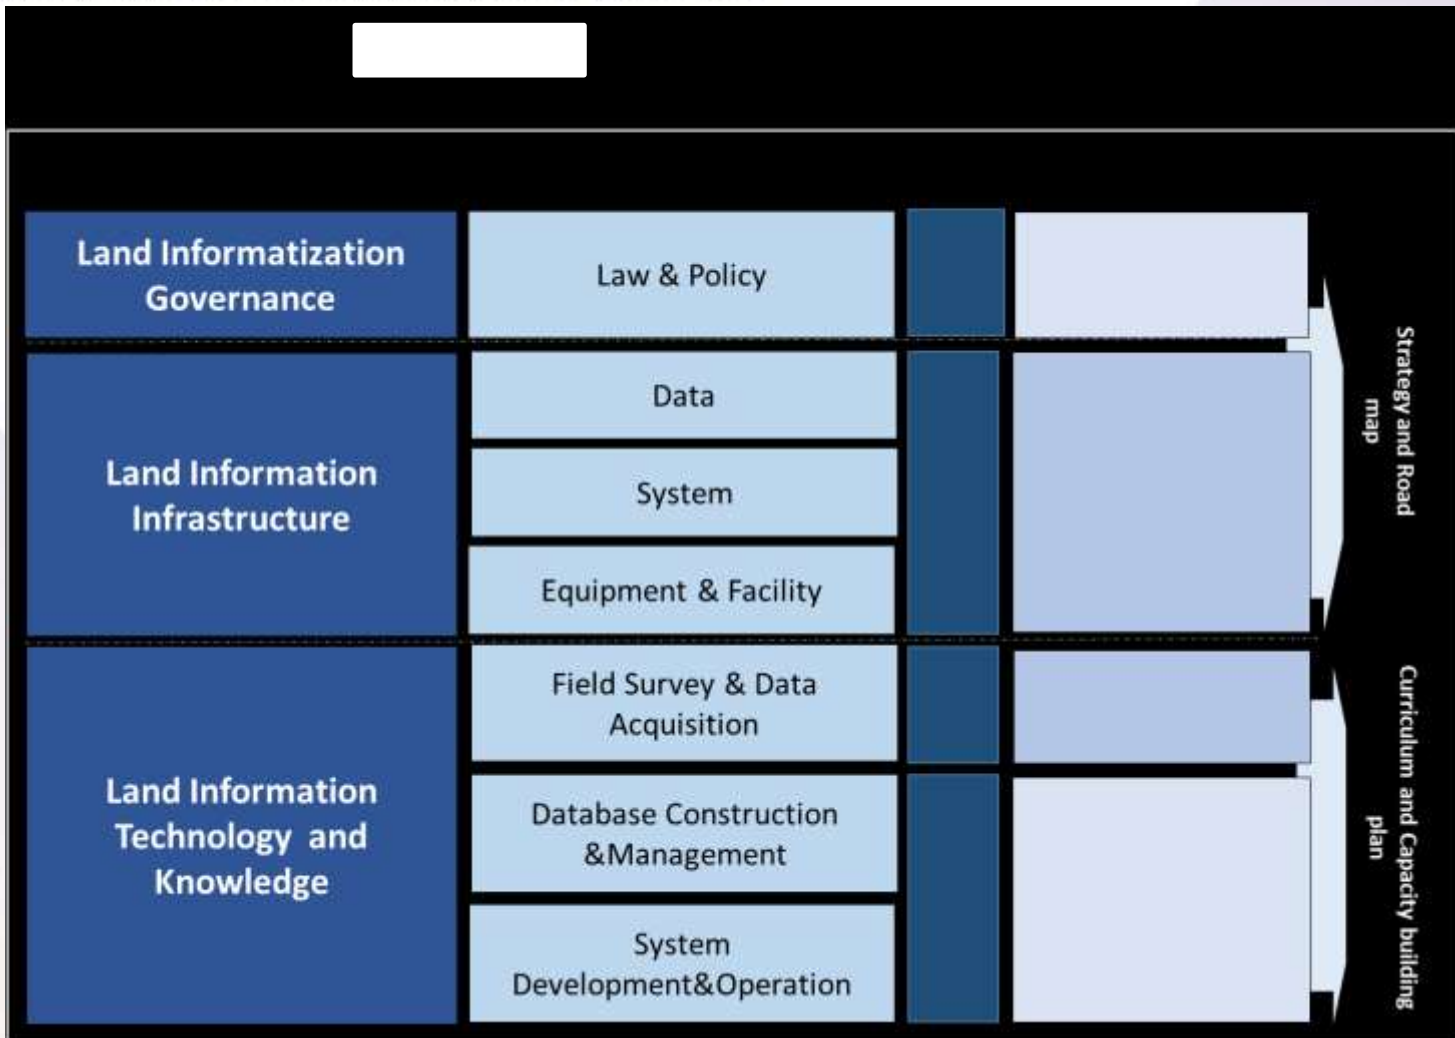 Land Informatization
Governance
Law & Policy
Data
Land Information
Infrastructure
System
Equipment & Facility
Strategy and Road
map
Field Survey & Data
Acquisition
Land Information
Technology and
Knowledge
Database Construction
&Management
System
Development&Operation
Curriculum and Capacity building
plan